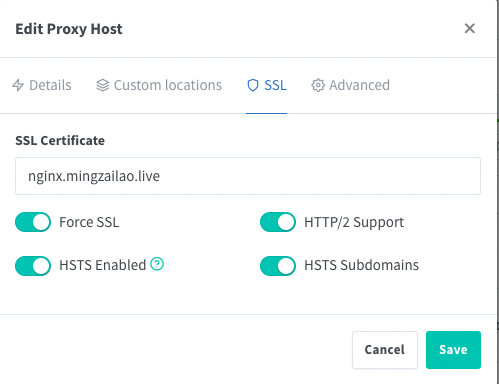 Edit Proxy Host
Details Custom locations SSL Advanced
SSL Certificate
nginx.mingzailao.live
Force SSL HTTP/2 Support
HSTS Enabled ? HSTS Subdomains
Cancel Save